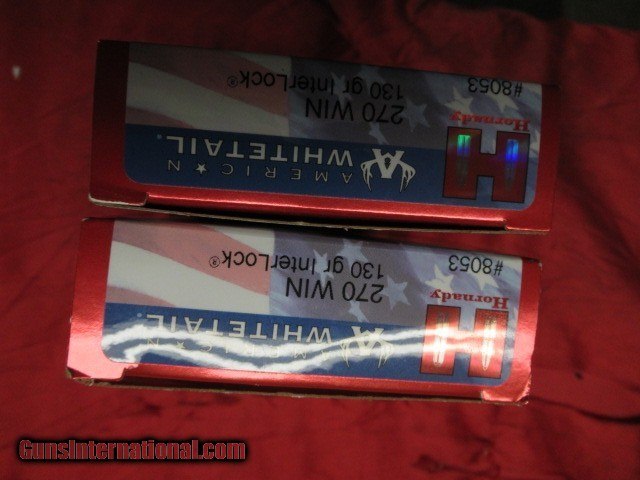 #8053
270 WIN
130 gr InterLock®
Hornady
H
AMERICAN
WHITETAIL®
#8053
270 WIN
130 gr InterLock®
Hornady
H
AMERICAN
WHITETAIL
GunsInternational.com